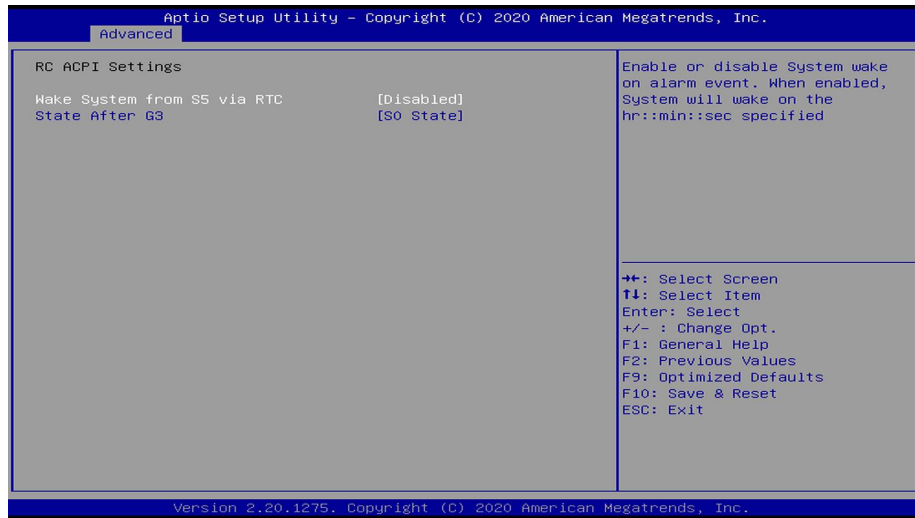 Aptio Setup Utility – Copyright (C) 2020 American Megatrends, Inc.
Advanced
RC ACPI Settings
Wake System from S5 via RTC [Disabled]
State After G3 [S0 State]
Enable or disable System wake
on alarm event. When enabled,
System will wake on the
hr::min::sec specified
→←: Select Screen
↑↓: Select Item
Enter: Select
+/- : Change Opt.
F1: General Help
F2: Previous Values
F9: Optimized Defaults
F10: Save & Reset
ESC: Exit
Version 2.20.1275. Copyright (C) 2020 American Megatrends, Inc.